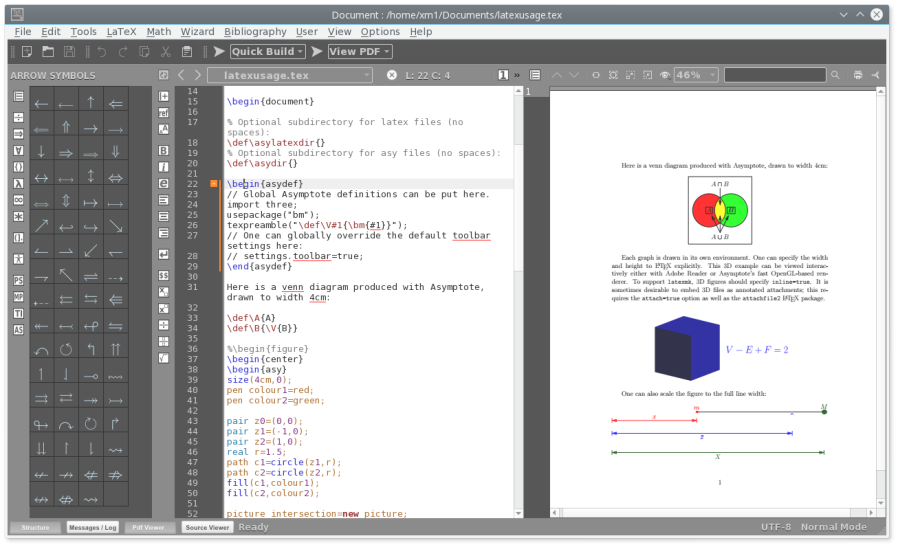 Document : /home/xm1/Documents/latexusage.tex
File Edit Tools LaTeX Math Wizard Bibliography User View Options Help
Quick Build View PDF
ARROW SYMBOLS
latexusage.tex
L: 22 C: 4
1 »
46%
14
15 \begin{document}
16
17 % Optional subdirectory for latex files (no
spaces):
18 \def\asylatexdir{}
19 % Optional subdirectory for asy files (no spaces):
20 \def\asydir{}
21
22 \begin{asydef}
23 // Global Asymptote definitions can be put here.
24 import three;
25 usepackage("bm");
26 texpreamble("\def\V#1{\bm{#1}}");
27 // One can globally override the default toolbar
settings here:
28 // settings.toolbar=true;
29 \end{asydef}
30
31 Here is a venn diagram produced with Asymptote,
drawn to width 4cm:
32
33 \def\A{A}
34 \def\B{\V{B}}
35
36 %\begin{figure}
37 \begin{center}
38 \begin{asy}
39 size(4cm,0);
40 pen colour1=red;
41 pen colour2=green;
42
43 pair z0=(0,0);
44 pair z1=(-1,0);
45 pair z2=(1,0);
46 real r=1.5;
47 path c1=circle(z1,r);
48 path c2=circle(z2,r);
49 fill(c1,colour1);
50 fill(c2,colour2);
51
52 picture intersection=new picture;
ref
B
i
e
$$
PS
MP
TI
AS
1
Here is a venn diagram produced with Asymptote, drawn to width 4cm:
A ∩ B
A B
A ∪ B
Each graph is drawn in its own environment. One can specify the width
and height to LaTeX explicitly. This 3D example can be viewed interac-
tively either with Adobe Reader or Asymptote's fast OpenGL-based ren-
derer. To support latexmk, 3D figures should specify inline=true. It is
sometimes desirable to embed 3D files as annotated attachments; this re-
quires the attach=true option as well as the attachfile2 LaTeX package.
V − E + F = 2
One can also scale the figure to the full line width:
m M
x
X
1
Structure Messages / Log Pdf Viewer Source Viewer Ready
UTF-8 Normal Mode